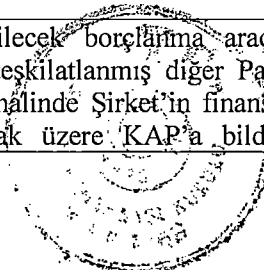 ilecek borçlanma araç
eşkilatlanmış diğer Pa
halinde Şirket'in finans
ak üzere KAP'a bild